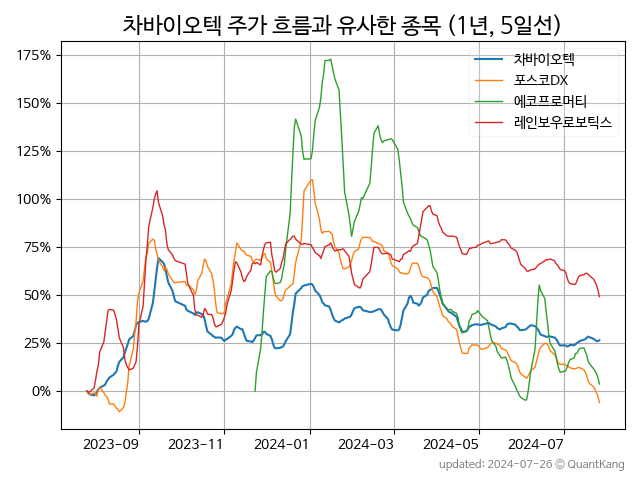 차바이오텍 주가 흐름과 유사한 종목 (1년, 5일선)
175%
150%
125%
100%
75%
50%
25%
0%
차바이오텍
포스코DX
에코프로머티
레인보우로보틱스
2023-09 2023-11 2024-01 2024-03 2024-05 2024-07
updated: 2024-07-26 © QuantKang